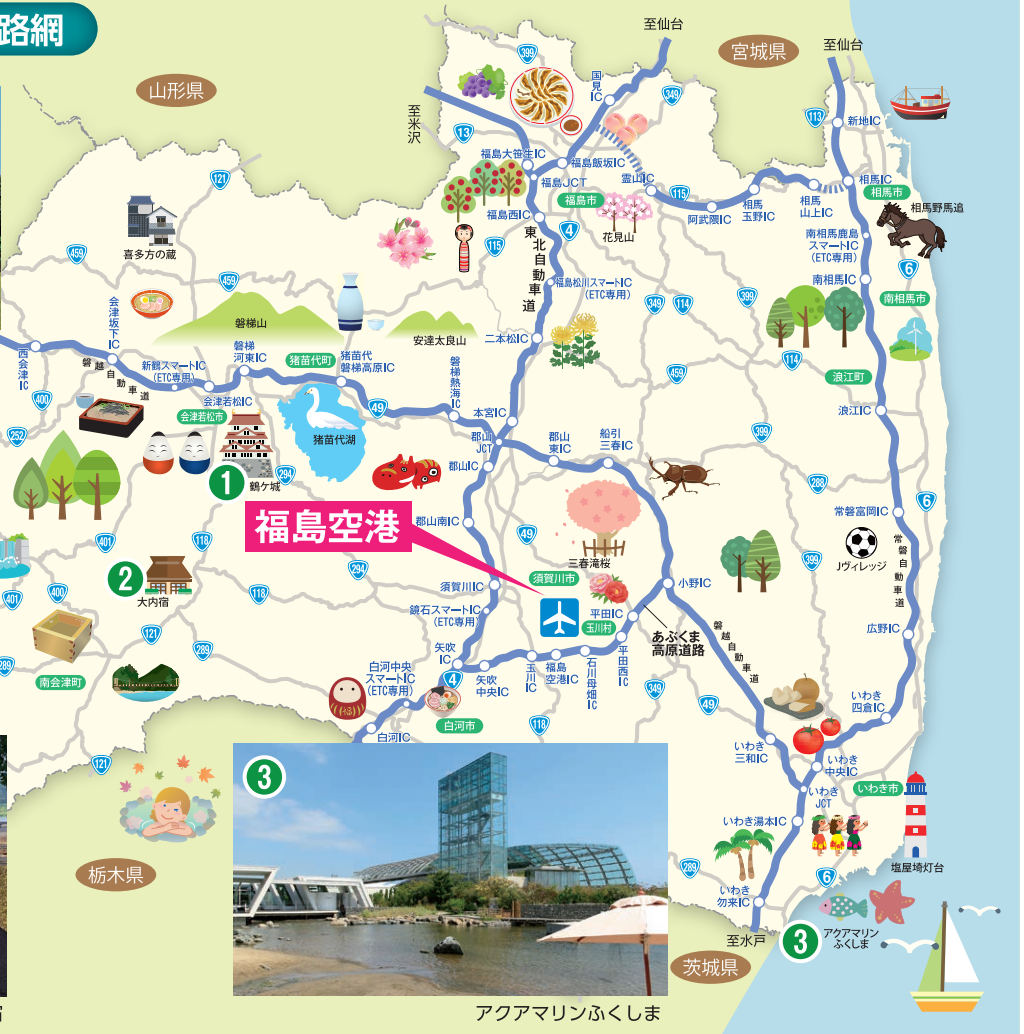 路網
山形県
宮城県
至仙台
至仙台
399
国見IC
349
至米沢
13
113
新地IC
福島大笹生IC
福島飯坂IC
121
福島JCT
霊山IC
115
相馬IC
相馬市
福島市
相馬玉野IC
相馬山上IC
阿武隈IC
相馬野馬追
福島西IC
花見山
4
115
東北自動車道
南相馬鹿島
スマートIC
(ETC専用)
喜多方の蔵
459
459
6
福島松川スマートIC
(ETC専用)
南相馬IC
南相馬市
349
114
399
会津坂下IC
磐梯山
安達太良山
二本松IC
西会津IC
磐越自動車道
新鶴スマートIC
(ETC専用)
磐梯
河東IC
猪苗代町
猪苗代
磐梯高原IC
磐梯熱海IC
114
459
浪江町
400
会津若松IC
会津若松市
49
本宮IC
浪江IC
252
猪苗代湖
郡山
JCT
郡山
東IC
船引
三春IC
399
郡山IC
1
鶴ケ城
294
288
6
福島空港
郡山南IC
常磐富岡IC
401
118
49
三春滝桜
常磐自動車道
Jヴィレッジ
399
294
2
大内宿
須賀川IC
須賀川市
小野IC
401
400
118
鏡石スマートIC
(ETC専用)
平田IC
玉川村
あぶくま
高原道路
磐越自動車道
広野IC
121
289
289
矢吹IC
平田西IC
白河中央
スマートIC
(ETC専用)
4
矢吹
中央IC
玉川IC
福島
空港IC
石川母畑IC
南会津町
349
49
いわき
四倉IC
白河市
118
白河IC
いわき
三和IC
121
3
いわき
中央IC
いわき市
いわき
JCT
いわき湯本IC
塩屋埼灯台
289
6
栃木県
いわき
勿来IC
至水戸
3
アクアマリン
ふくしま
茨城県
アクアマリンふくしま